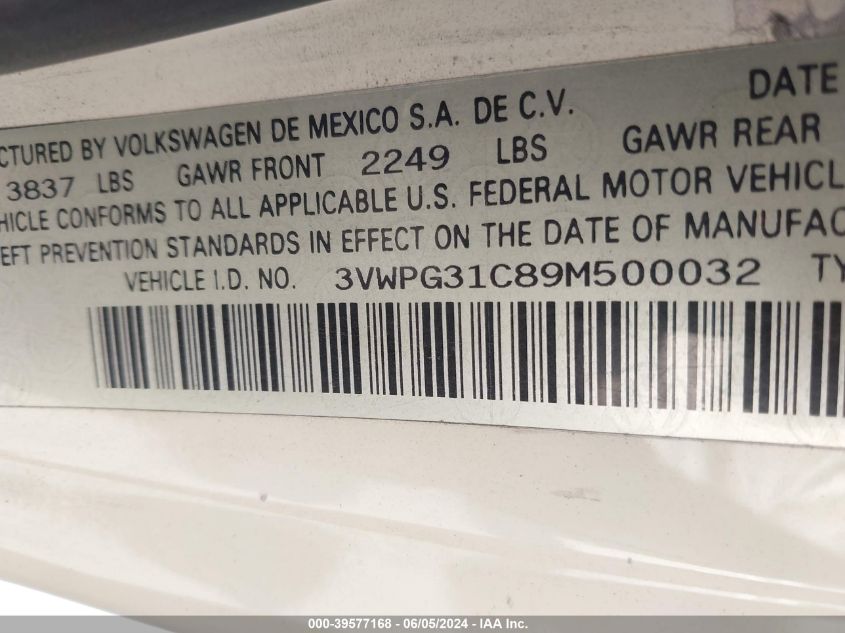 DATE
CTURED BY VOLKSWAGEN DE MEXICO S.A. DE C.V.
3837 LBS GAWR FRONT 2249 LBS GAWR REAR
HICLE CONFORMS TO ALL APPLICABLE U.S. FEDERAL MOTOR VEHICL
EFT PREVENTION STANDARDS IN EFFECT ON THE DATE OF MANUFAC
VEHICLE I.D. NO. 3VWPG31C89M500032 TY
000-39577168 - 06/05/2024 - IAA Inc.